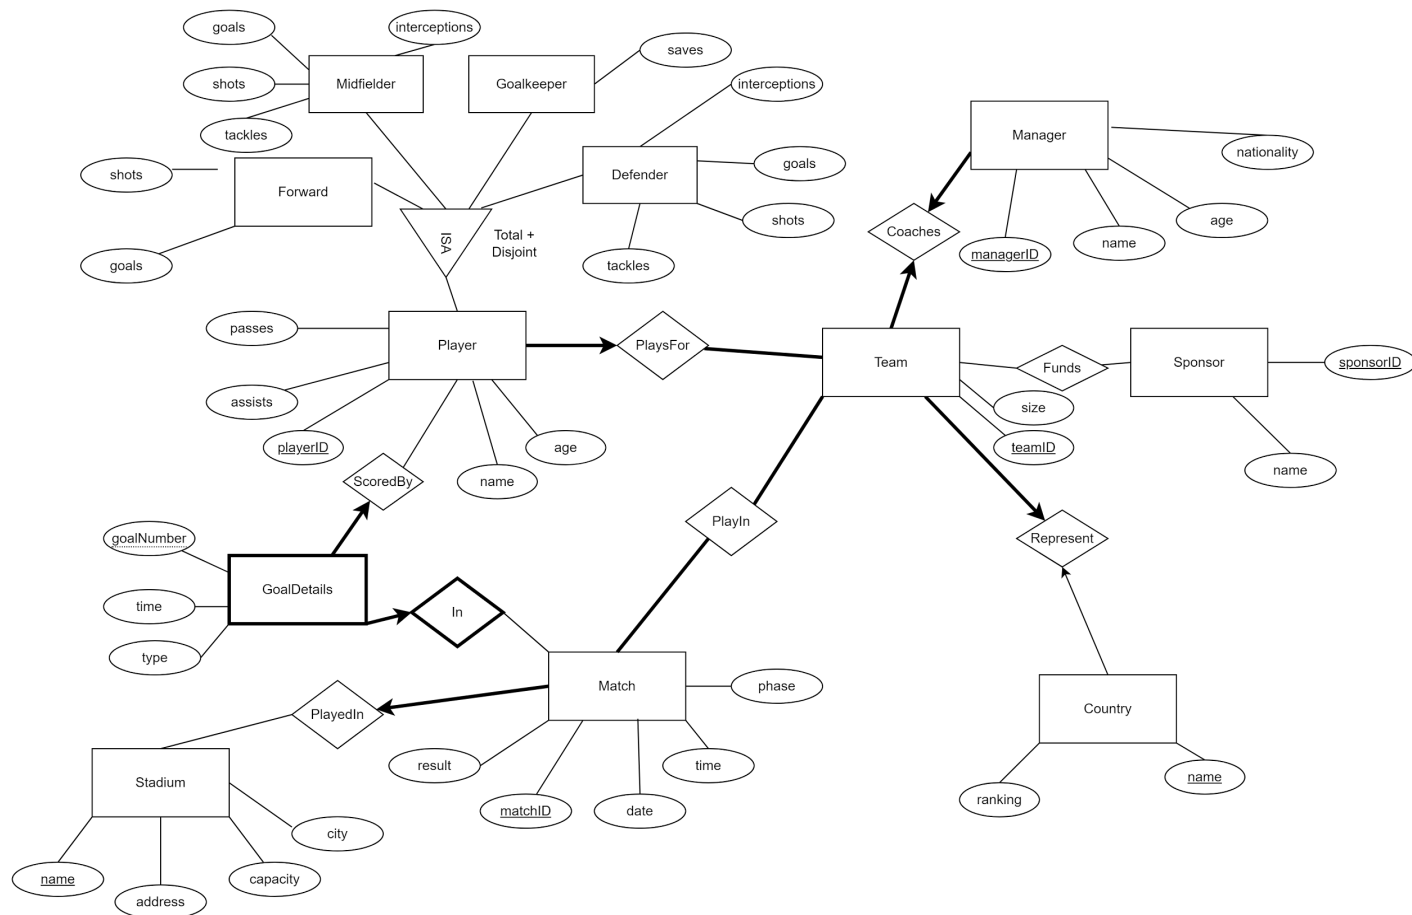 goals
interceptions
saves
Midfielder
Goalkeeper
shots
interceptions
tackles
Manager
nationality
shots
Forward
Defender
goals
Total +
Disjoint
ISA
shots
Coaches
age
name
managerID
goals
tackles
passes
Player
PlaysFor
Team
Funds
Sponsor
sponsorID
assists
size
playerID
age
teamID
name
name
ScoredBy
PlayIn
goalNumber
Represent
GoalDetails
time
In
type
phase
Match
Country
PlayedIn
result
time
name
Stadium
ranking
matchID
date
city
name
capacity
address